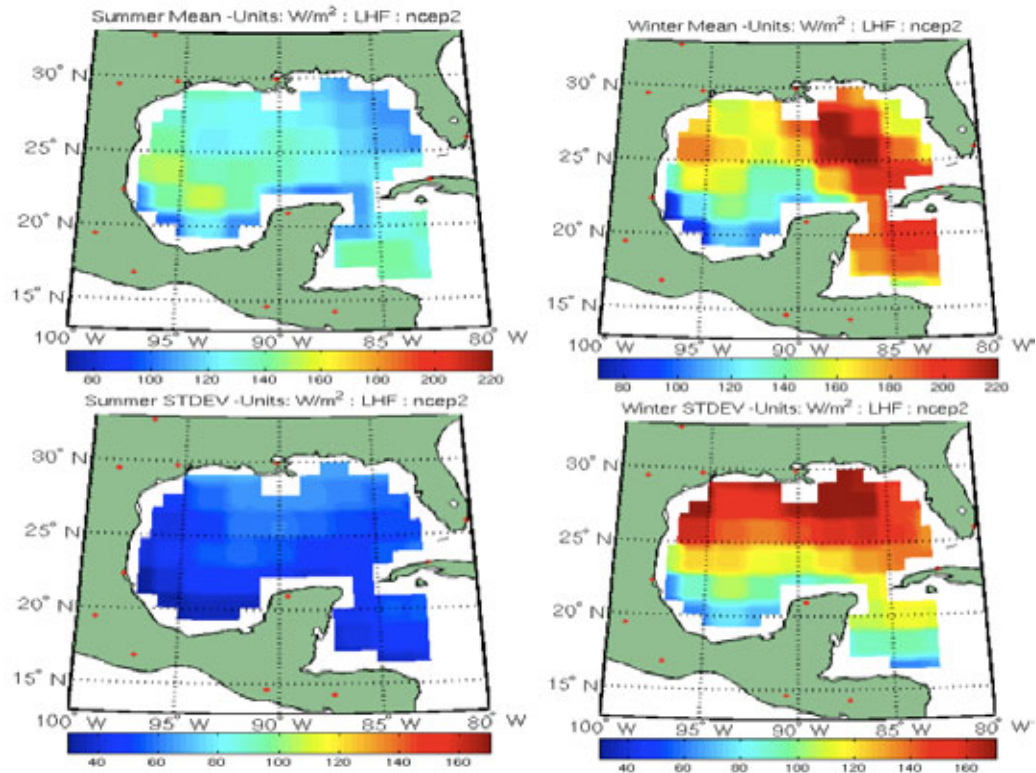 Summer Mean -Units: W/m² : LHF : ncep2
30° N
25° N
20° N
15° N
100° W
95° W
90° W
85° W
80° W
80 100 120 140 160 180 200 220
Winter Mean -Units: W/m² : LHF : ncep2
30° N
25° N
20° N
15° N
100° W
95° W
90° W
85° W
80° W
80 100 120 140 160 180 200 220
Summer STDEV -Units: W/m² : LHF : ncep2
30° N
25° N
20° N
15° N
100° W
95° W
90° W
85° W
80° W
40 60 80 100 120 140 160
Winter STDEV -Units: W/m² : LHF : ncep2
30° N
25° N
20° N
15° N
100° W
95° W
90° W
85° W
80° W
40 60 80 100 120 140 160